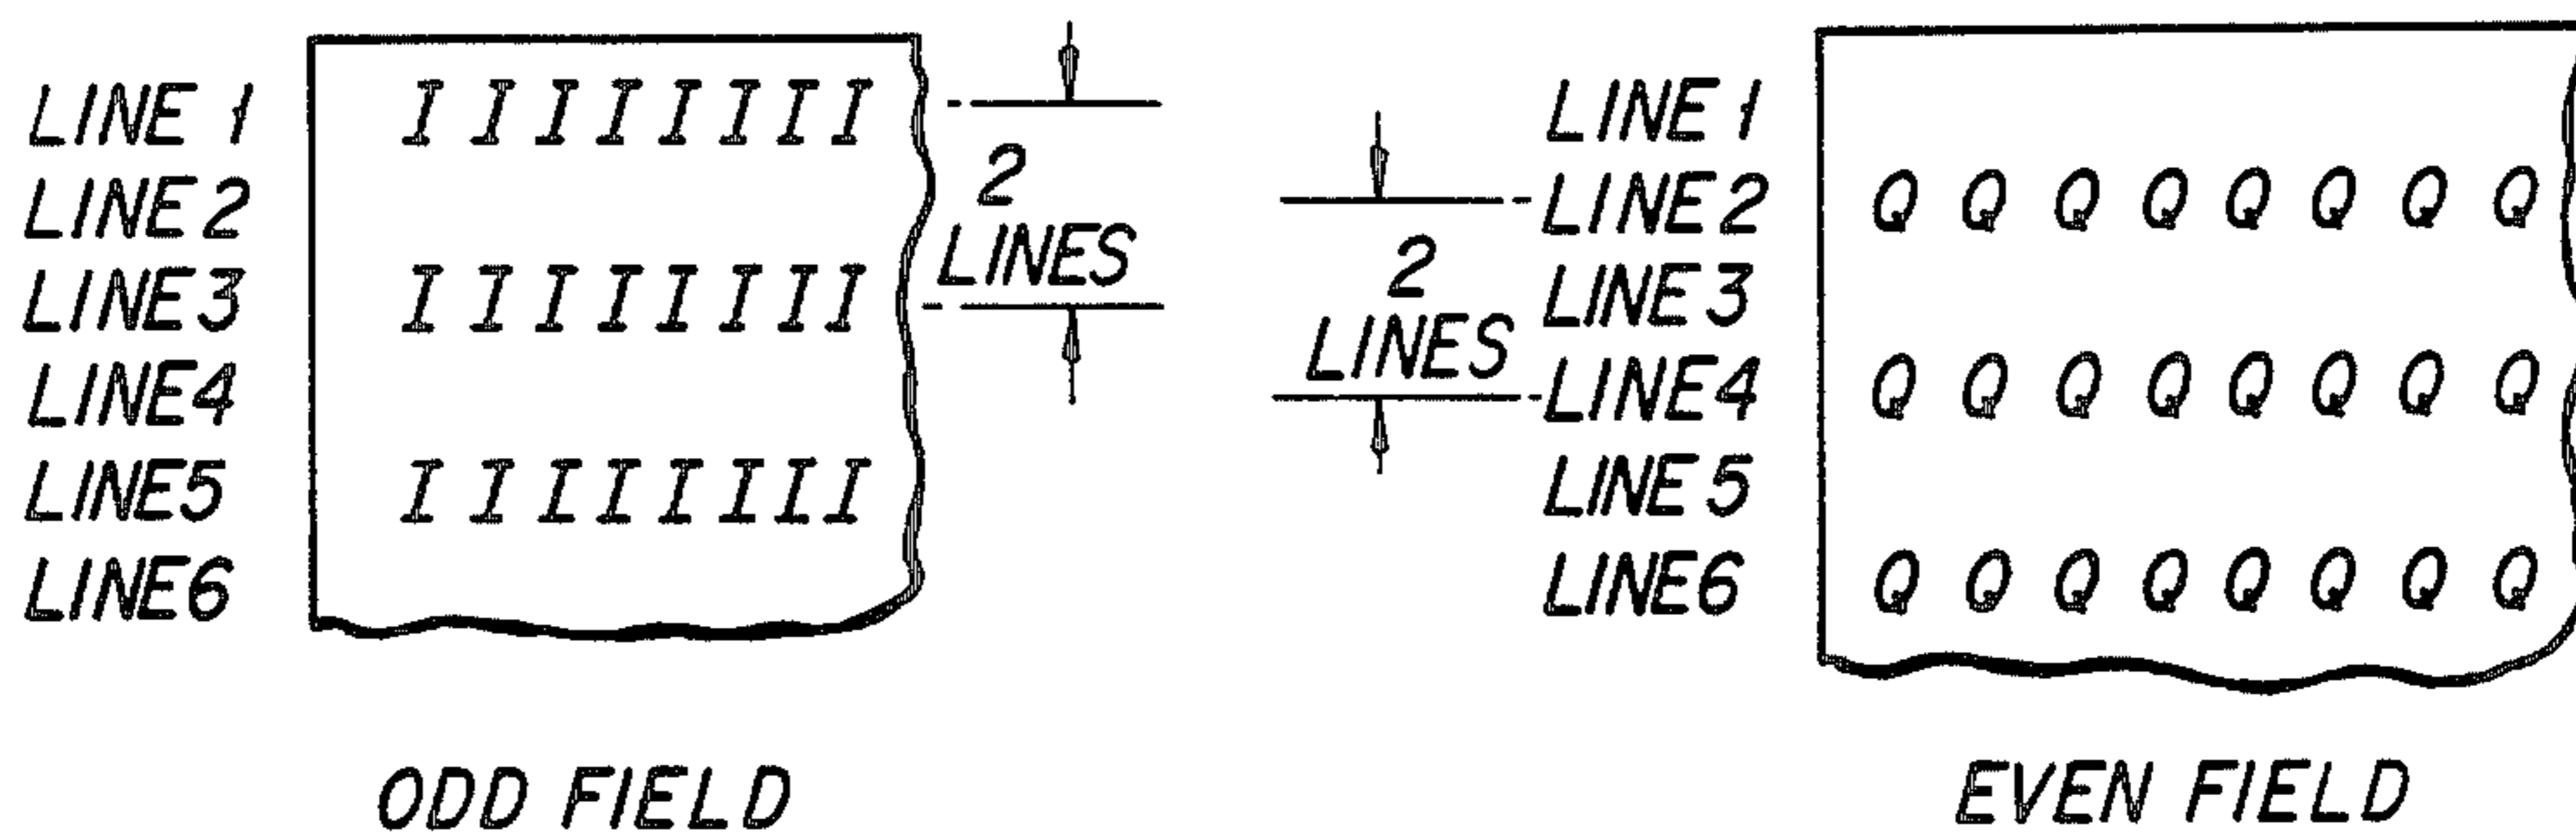 LINE 1 I I I I I I I I
LINE 2
LINE 3 I I I I I I I I
LINE 4
LINE 5 I I I I I I I I
LINE 6
2
LINES
ODD FIELD
2
LINES
LINE 1
LINE 2 Q Q Q Q Q Q Q Q
LINE 3
LINE 4 Q Q Q Q Q Q Q Q
LINE 5
LINE 6 Q Q Q Q Q Q Q Q
EVEN FIELD